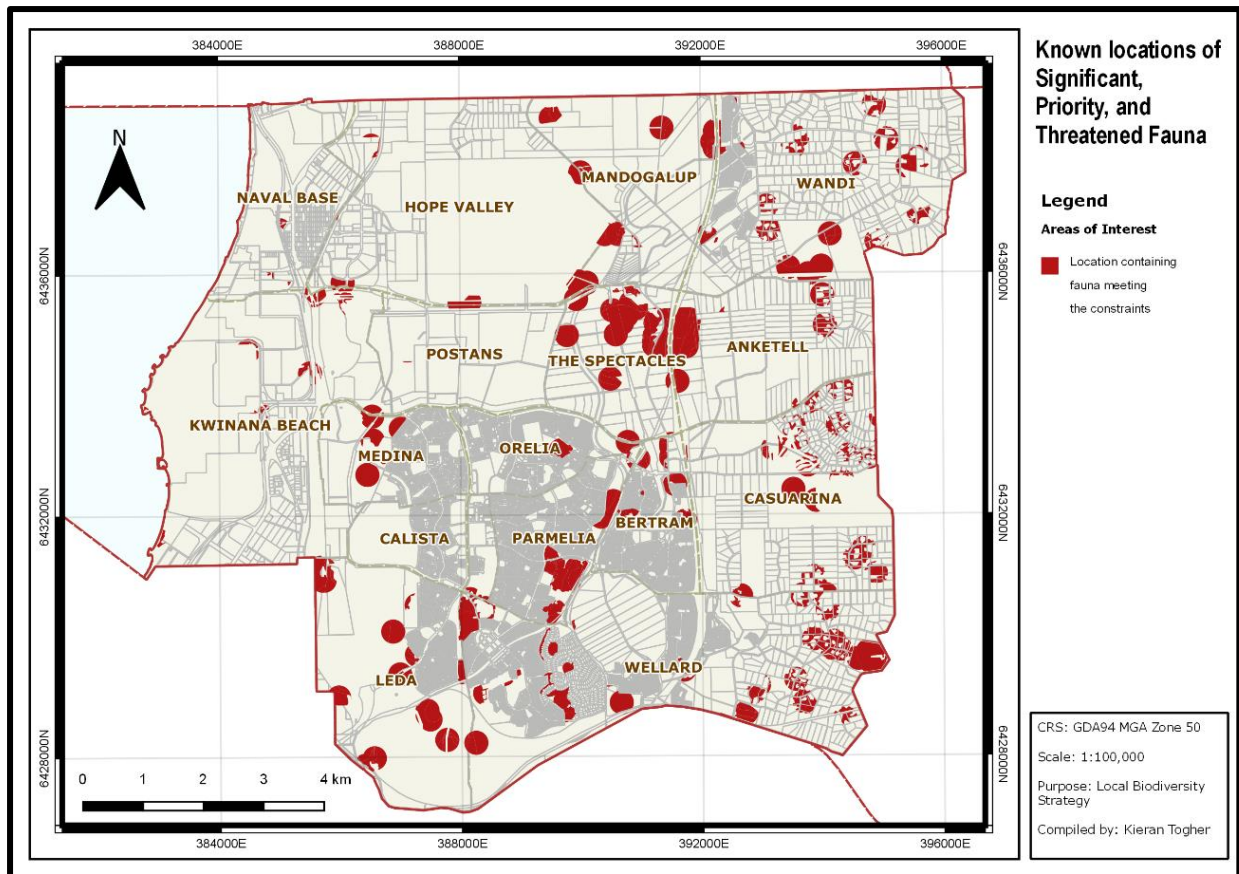 384000E
388000E
392000E
396000E
Known locations of
Significant,
Priority, and
Threatened Fauna
Legend
Areas of Interest
Location containing
fauna meeting
the constraints
N
NAVAL BASE
HOPE VALLEY
MANDOGALUP
WANDI
6436000N
6436000N
POSTANS
THE SPECTACLES
ANKETELL
KWINANA BEACH
MEDINA
ORELIA
CASUARINA
6432000N
6432000N
CALISTA
PARMELIA
BERTRAM
LEDA
WELLARD
6428000N
6428000N
0 1 2 3 4 km
384000E
388000E
392000E
396000E
CRS: GDA94 MGA Zone 50
Scale: 1:100,000
Purpose: Local Biodiversity
Strategy
Compiled by: Kieran Togher